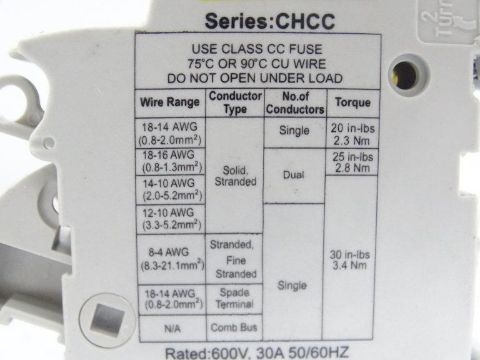 Series:CHCC
USE CLASS CC FUSE
75°C OR 90°C CU WIRE
DO NOT OPEN UNDER LOAD
Wire Range Conductor Type No.of Conductors Torque
18-14 AWG
(0.8-2.0mm²)
Solid, Stranded
Single
20 in-lbs
2.3 Nm
18-16 AWG
(0.8-1.3mm²)
Dual
25 in-lbs
2.8 Nm
14-10 AWG
(2.0-5.2mm²)
12-10 AWG
(3.3-5.2mm²)
8-4 AWG
(8.3-21.1mm²)
Stranded,
Fine
Stranded
Single
30 in-lbs
3.4 Nm
18-14 AWG
(0.8-2.0mm²)
Spade
Terminal
N/A Comb Bus
Rated:600V, 30A 50/60HZ
2
Turn